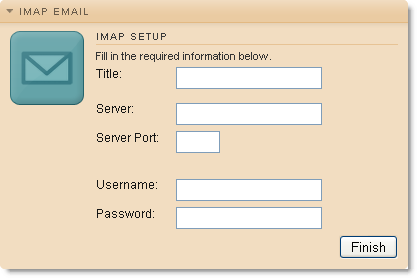 IMAP EMAIL
IMAP SETUP
Fill in the required information below.
Title:
Server:
Server Port:
Username:
Password:
Finish